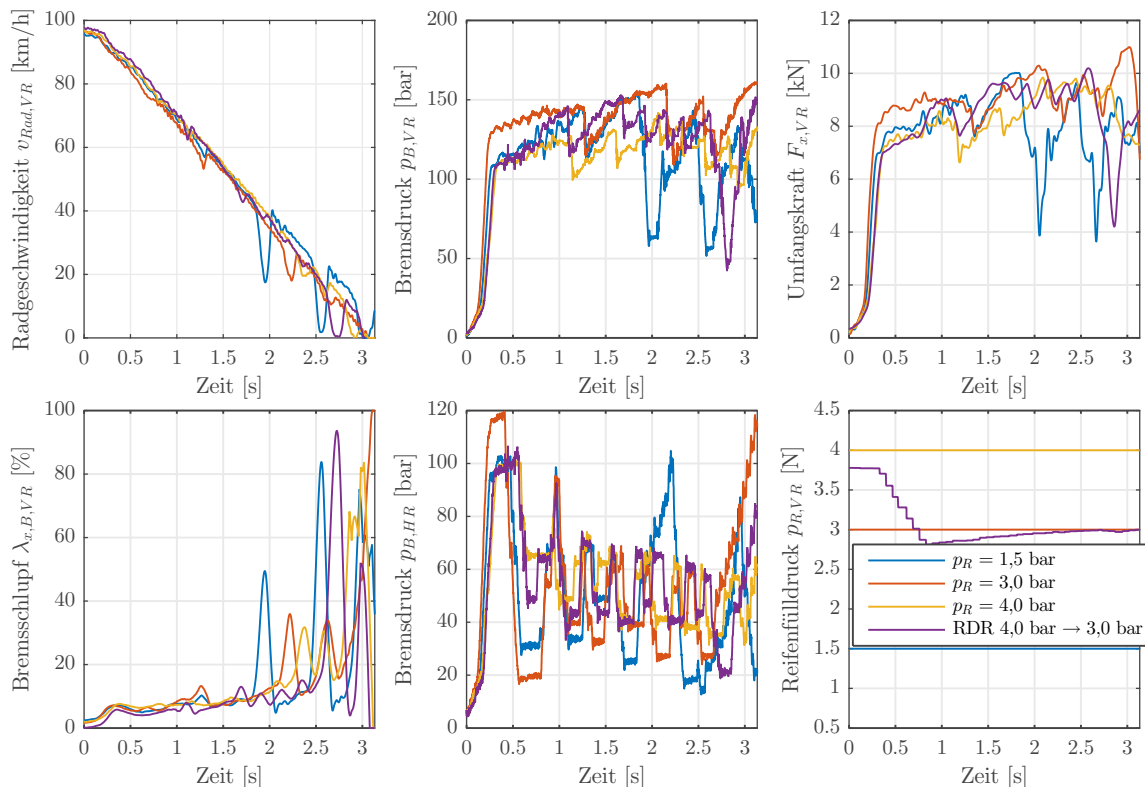 Radgeschwindigkeit v_{Rad,VR} [km/h]
100
80
60
40
20
0
0 0.5 1 1.5 2 2.5 3
Zeit [s]
Bremsdruck p_{B,VR} [bar]
200
150
100
50
0
0 0.5 1 1.5 2 2.5 3
Zeit [s]
Umfangskraft F_{x,VR} [kN]
12
10
8
6
4
2
0
0 0.5 1 1.5 2 2.5 3
Zeit [s]
Bremsschlupf λ_{x,B,VR} [%]
100
80
60
40
20
0
0 0.5 1 1.5 2 2.5 3
Zeit [s]
Bremsdruck p_{B,HR} [bar]
120
100
80
60
40
20
0
0 0.5 1 1.5 2 2.5 3
Zeit [s]
Reifenfülldruck p_{R,VR} [N]
4.5
4
3.5
3
2.5
2
1.5
1
0.5
p_R = 1,5 bar
p_R = 3,0 bar
p_R = 4,0 bar
RDR 4,0 bar → 3,0 bar
0 0.5 1 1.5 2 2.5 3
Zeit [s]